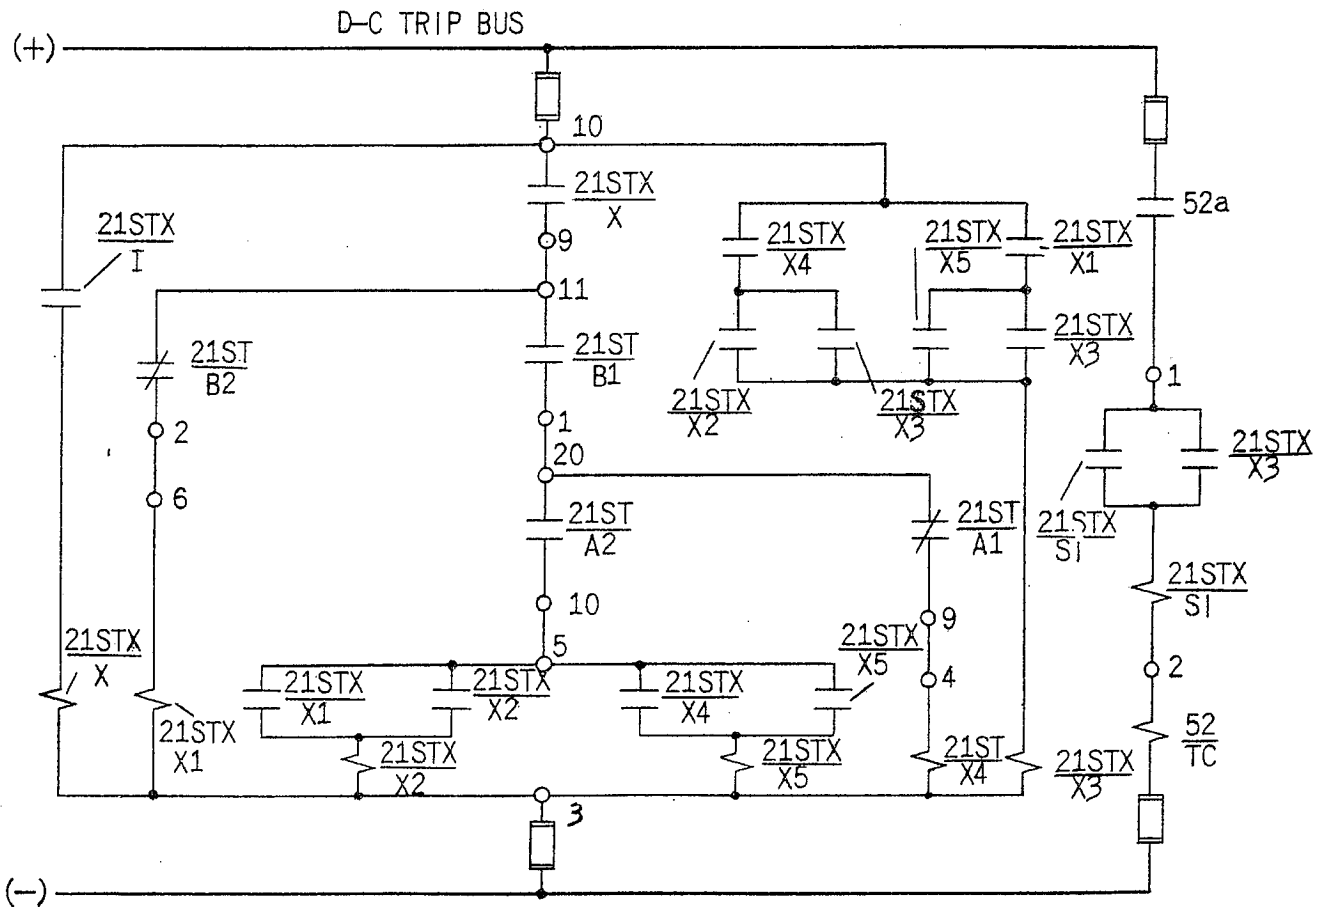 D-C TRIP BUS
(+)
10
21STX
X
52a
21STX
I
9
21STX
X4
21STX
X5
21STX
X1
11
21ST
B2
21ST
B1
21STX
X3
21STX
X2
21STX
X3
1
1
2
20
21STX
X3
6
21ST
A2
21ST
A1
21STX
SI
10
9
21STX
SI
21STX
X
5
21STX
X5
4
2
21STX
X1
21STX
X2
21STX
X4
21STX
X1
21STX
X2
21STX
X5
21ST
X4
21STX
X3
52
TC
3
(-)